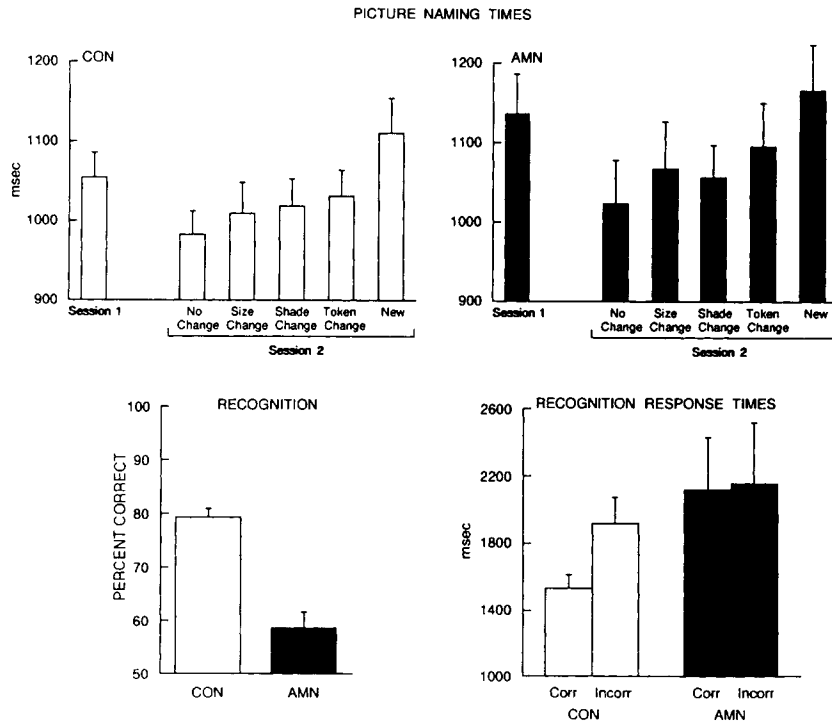 PICTURE NAMING TIMES
CON
1200
1100
1000
900
msec
Session 1
No Change
Size Change
Shade Change
Token Change
New
Session 2
AMN
1200
1100
1000
900
Session 1
No Change
Size Change
Shade Change
Token Change
New
Session 2
RECOGNITION
100
90
80
70
60
50
PERCENT CORRECT
CON
AMN
RECOGNITION RESPONSE TIMES
2600
2200
1800
1400
1000
msec
Corr
Incorr
Corr
Incorr
CON
AMN